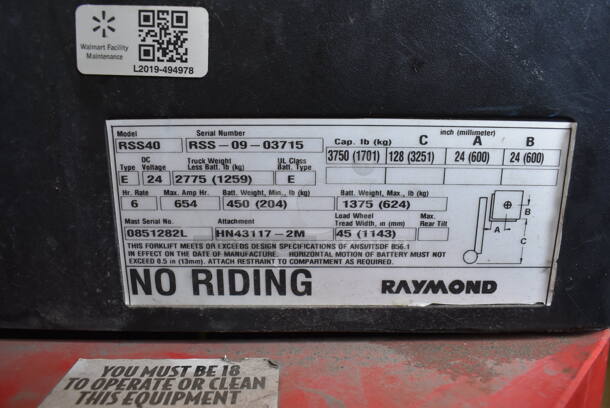 Walmart Facility
Maintenance
L2019-494978
Model Serial Number inch (millimeter)
RSS40 RSS-09-03715 Cap. lb (kg) C A B
3750 (1701) 128 (3251) 24 (600) 24 (600)
Type DC Voltage Truck Weight Less Batt. lb (kg) UL Class Batt. Type
E 24 2775 (1259) E
Hr. Rate Max. Amp Hr. Batt. Weight, Min., lb (kg) Batt. Weight, Max., lb (kg)
6 654 450 (204) 1375 (624)
Mast Serial No. Attachment Load Wheel Tread Width, in (mm) Max. Rear Tilt
0851282L HN43117-2M 45 (1143)
THIS FORKLIFT MEETS OR EXCEEDS DESIGN SPECIFICATIONS OF ANSI/ITSDF B56.1
IN EFFECT ON THE DATE OF MANUFACTURE. HORIZONTAL MOTION OF BATTERY MUST NOT
EXCEED 0.5 in (13mm). ATTACH RESTRAINT TO COMPARTMENT AS REQUIRED.
A B C
NO RIDING RAYMOND
YOU MUST BE 18
TO OPERATE OR CLEAN
THIS EQUIPMENT